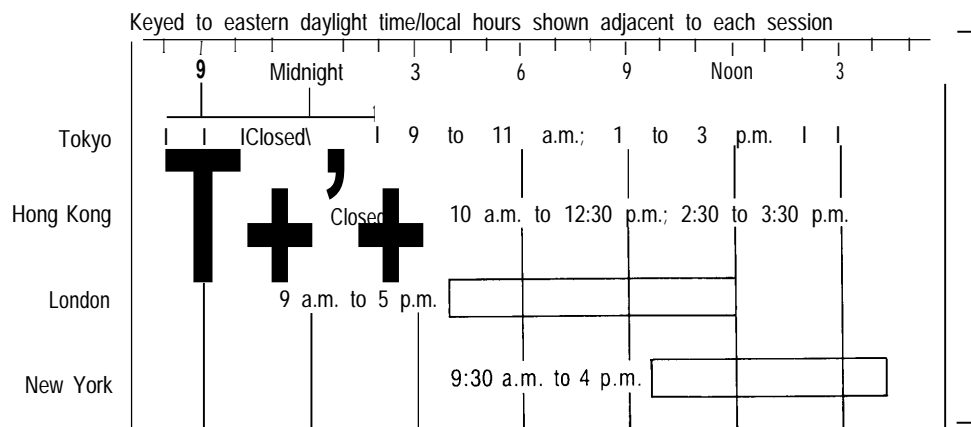 Keyed to eastern daylight time/local hours shown adjacent to each session
9 Midnight 3 6 9 Noon 3
Tokyo Closed 9 to 11 a.m.; 1 to 3 p.m.
Hong Kong Closed 10 a.m. to 12:30 p.m.; 2:30 to 3:30 p.m.
London 9 a.m. to 5 p.m.
New York 9:30 a.m. to 4 p.m.